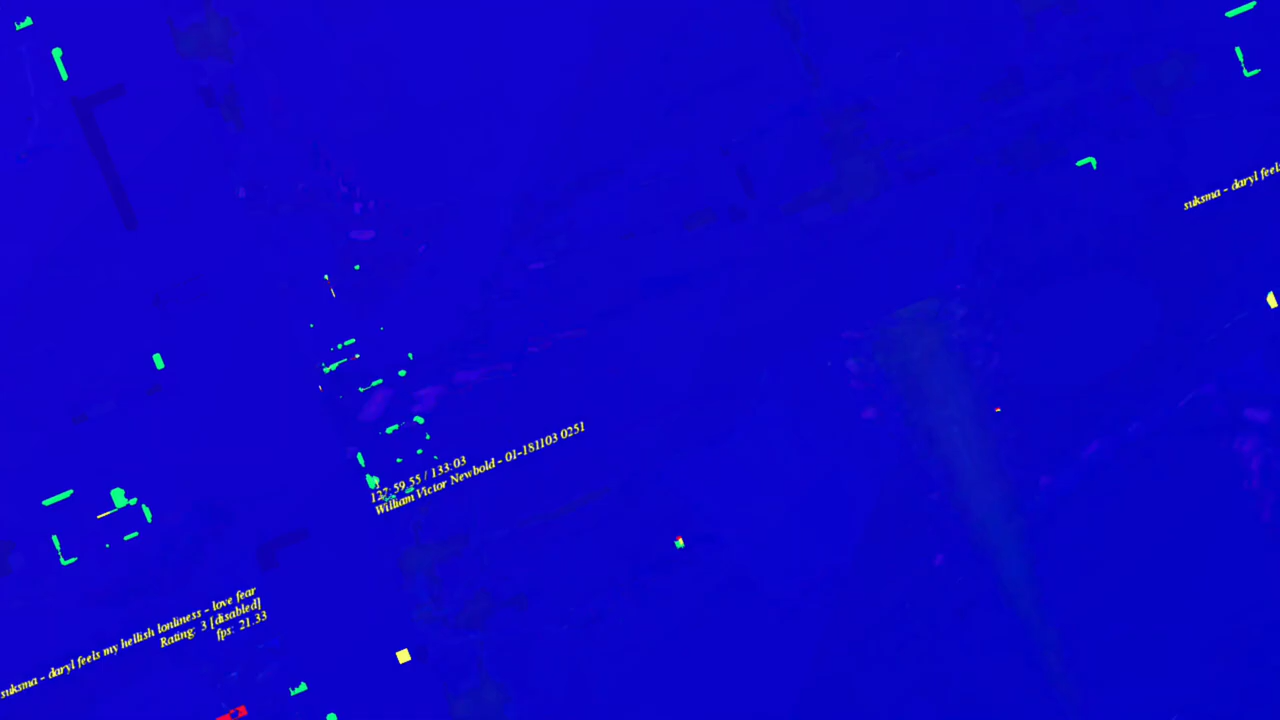 suksma - daryl feels
127:59.55 / 133:03
William Victor Newbold - 01-181103 0251
suksma - daryl feels my hellish lonliness - love fear
Rating: 3 [disabled]
fps: 21.33